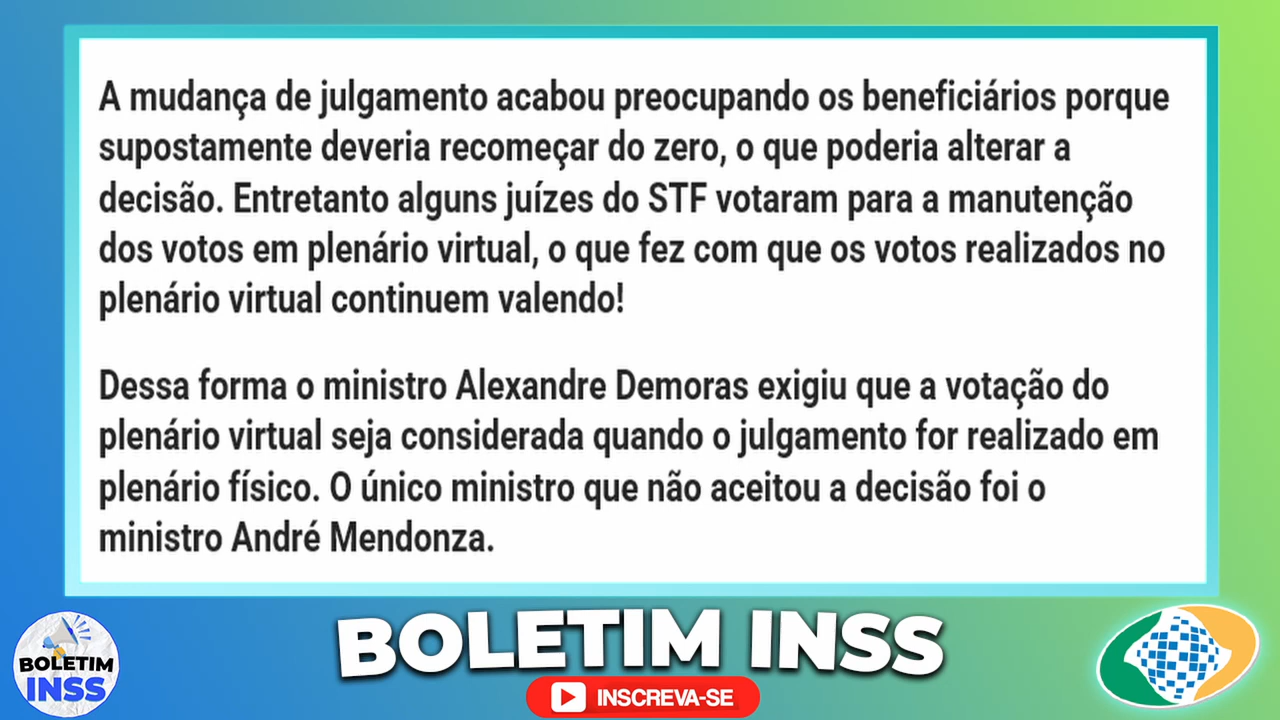 A mudança de julgamento acabou preocupando os beneficiários porque
supostamente deveria recomeçar do zero, o que poderia alterar a
decisão. Entretanto alguns juízes do STF votaram para a manutenção
dos votos em plenário virtual, o que fez com que os votos realizados no
plenário virtual continuem valendo!
Dessa forma o ministro Alexandre Demoras exigiu que a votação do
plenário virtual seja considerada quando o julgamento for realizado em
plenário físico. O único ministro que não aceitou a decisão foi o
ministro André Mendonza.
BOLETIM
INSS
BOLETIM INSS
INSCREVA-SE